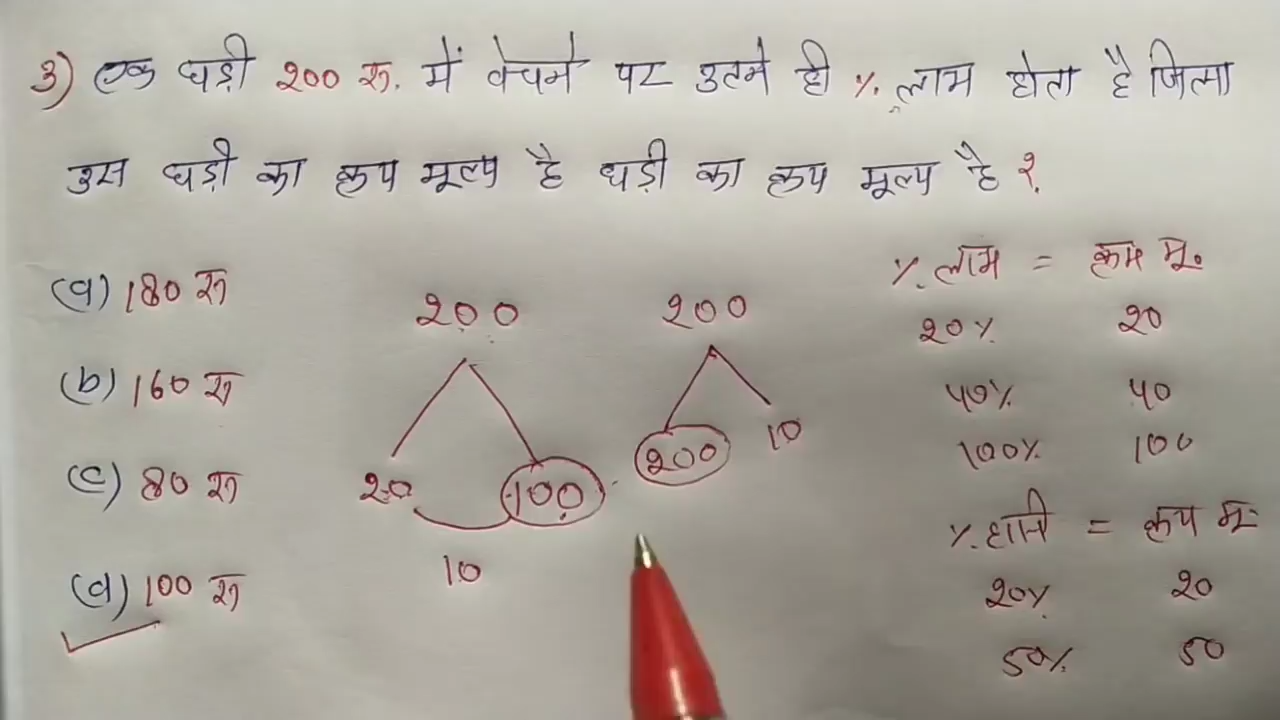 3) एक घड़ी 200 रु. में बेचने पर उतने ही % लाभ होता है जितना
उस घड़ी का क्रय मूल्य है घड़ी का क्रय मूल्य है ?
(a) 180 रु
(b) 160 रु
(c) 80 रु
(d) 100 रु
200
20 100
10
200
200 10
% लाभ = क्रय मू.
20% 20
40% 40
100% 100
% हानि = क्रय मू.
20% 20
50% 50